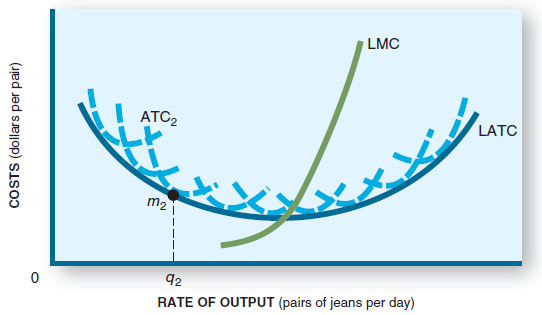 COSTS (dollars per pair)
LMC
ATC2
LATC
m2
0
q2
RATE OF OUTPUT (pairs of jeans per day)